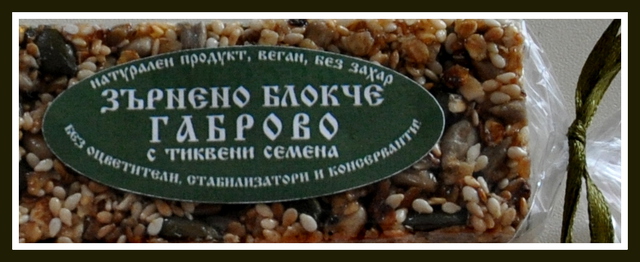 НАТУРАЛЕН ПРОДУКТ, ВЕГАН, БЕЗ ЗАХАР
ЗЪРНЕНО БЛОКЧЕ
ГАБРОВО
С ТИКВЕНИ СЕМЕНА
БЕЗ ОЦВЕТИТЕЛИ, СТАБИЛИЗАТОРИ И КОНСЕРВАНТИ!